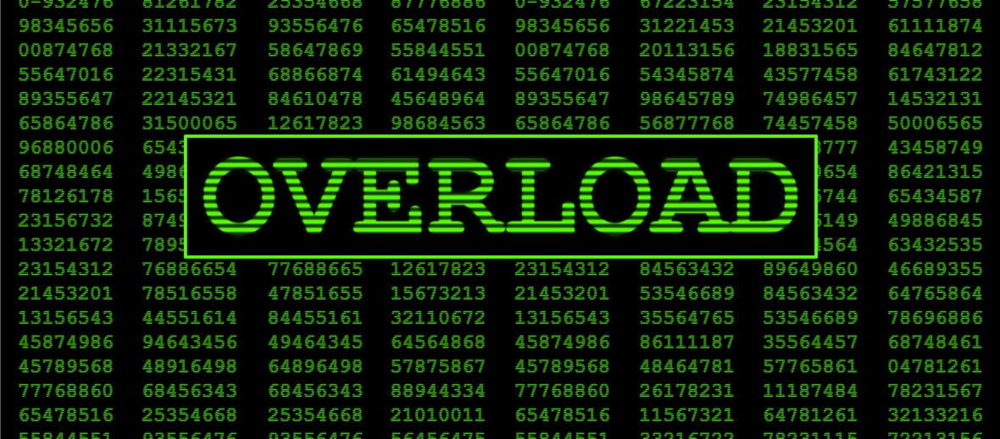 98345656 31115673 93556476 65478516 98345656 31221453 21453201 61111874
00874768 21332167 58647869 55844551 00874768 20113156 18831565 84647812
55647016 22315431 68866874 61494643 55647016 54345874 43577458 61743122
89355647 22145321 84610478 45648964 89355647 98645789 74986457 14532131
65864786 31500065 12617823 98684563 65864786 56877768 74457458 50006565
96880006 43458749
68748464 86421315
OVERLOAD
78126178 65434587
23156732 49886845
13321672 63432535
23154312 76886654 77688665 12617823 23154312 84563432 89649860 46689355
21453201 78516558 47851655 15673213 21453201 53546689 84563432 64765864
13156543 44551614 84455161 32110672 13156543 35564765 53546689 78696886
45874986 94643456 49464345 64564868 45874986 86111187 35564457 68748461
45789568 48916498 64896498 57875867 45789568 48464781 57765861 04781261
77768860 68456343 68456343 88944334 77768860 26178231 11187484 78231567
65478516 25354668 25354668 21010011 65478516 11567321 64781261 32133216